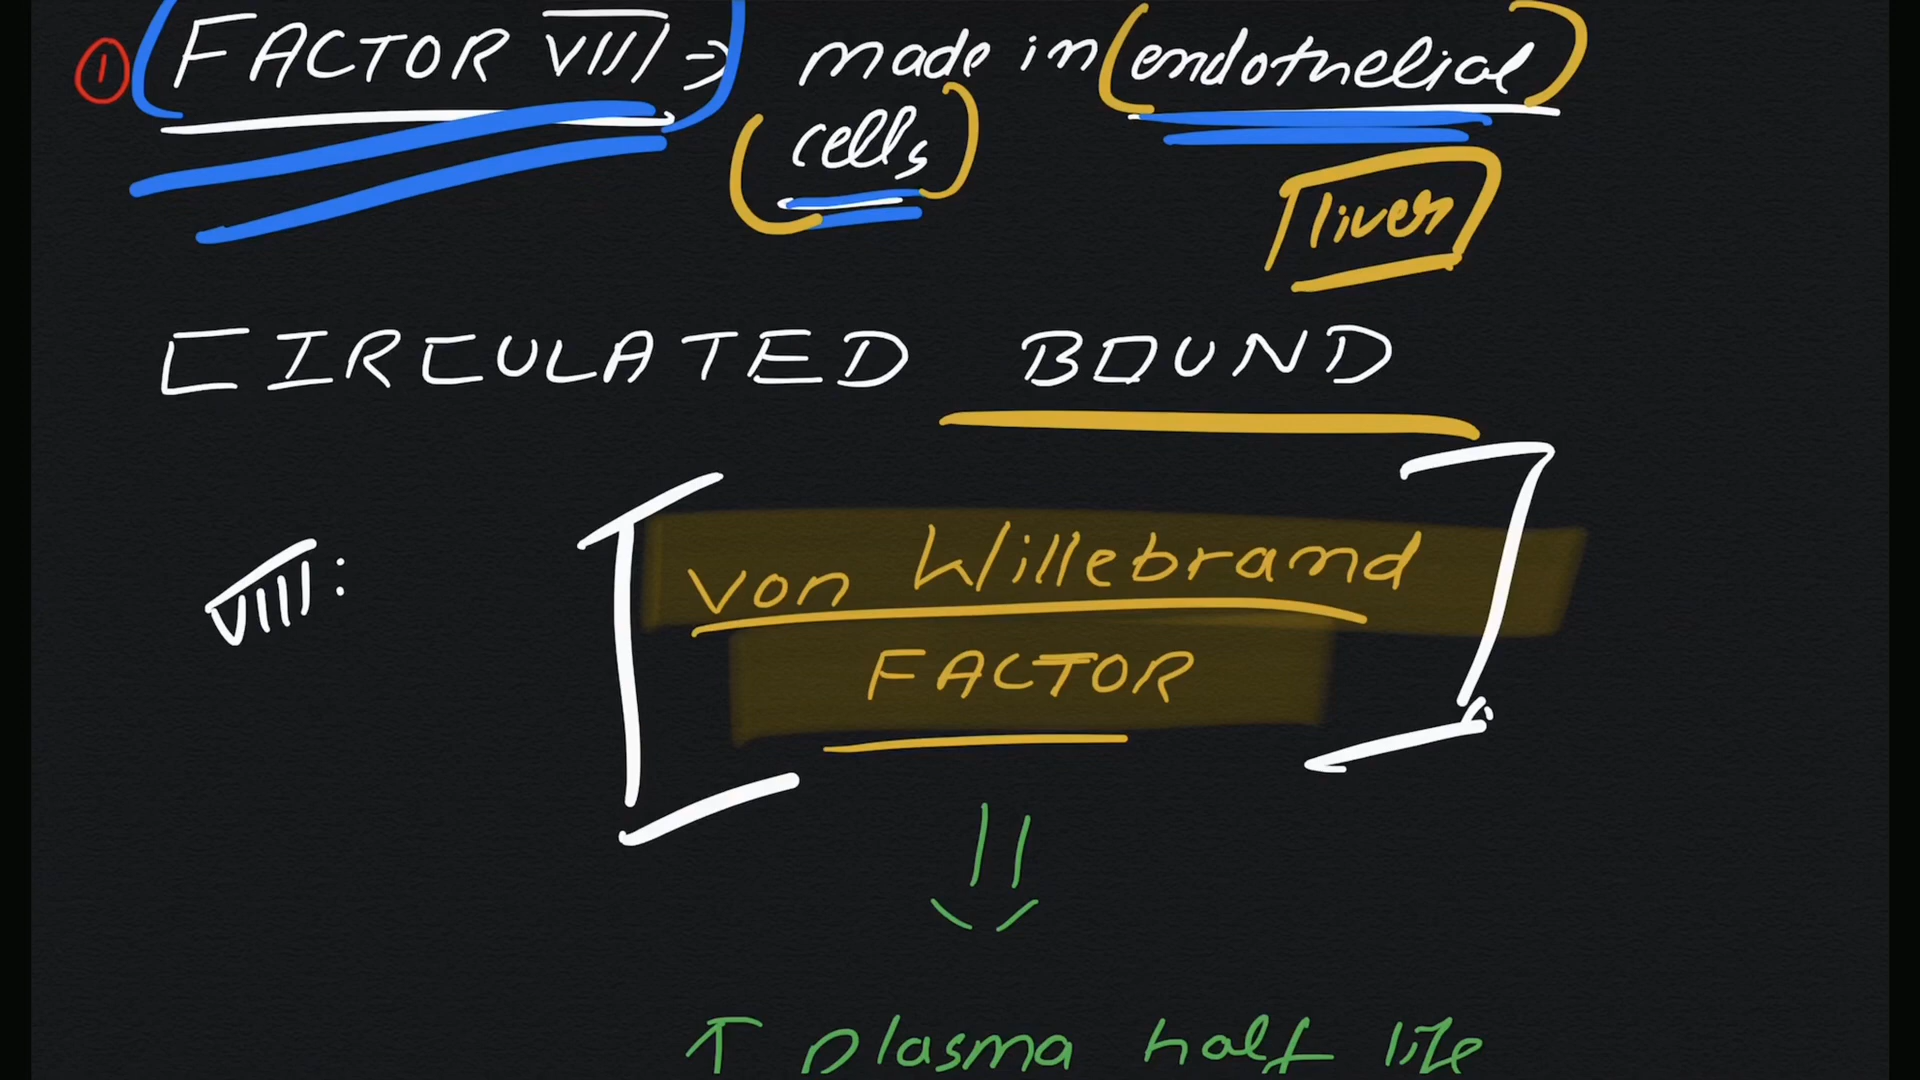 ① FACTOR VIII ⇒ made in (endothelial)
(cells)
liver
CIRCULATED BOUND
VIII: [von Willebrand
FACTOR]
↑ plasma half life